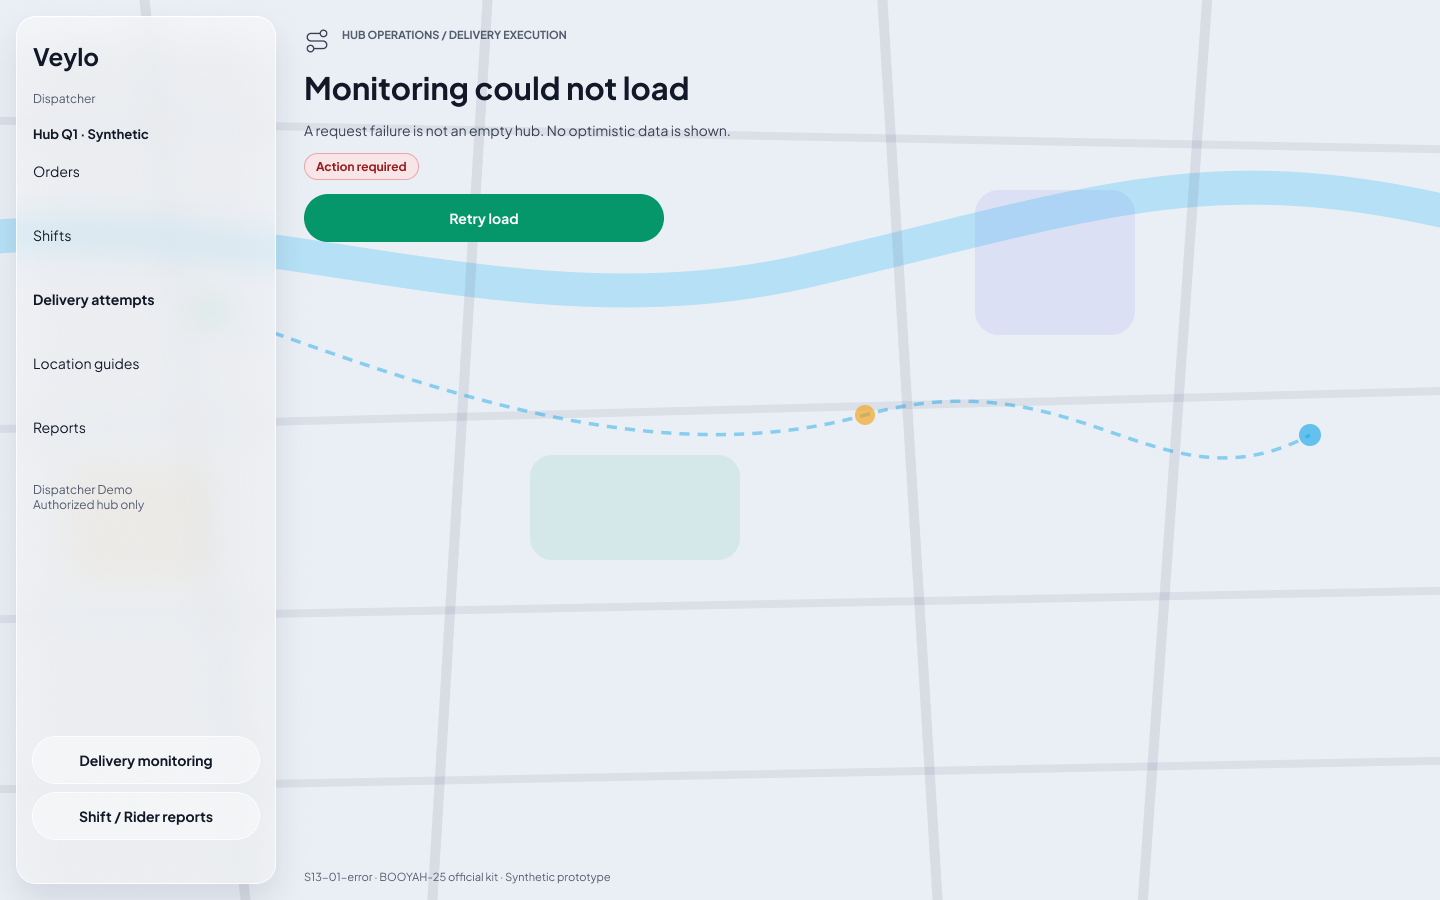 Veylo
Dispatcher
Hub Q1 · Synthetic
Orders
Shifts
Delivery attempts
Location guides
Reports
Dispatcher Demo
Authorized hub only
Delivery monitoring
Shift / Rider reports
HUB OPERATIONS / DELIVERY EXECUTION
Monitoring could not load
A request failure is not an empty hub. No optimistic data is shown.
Action required
Retry load
S13-01-error · BOOYAH-25 official kit · Synthetic prototype